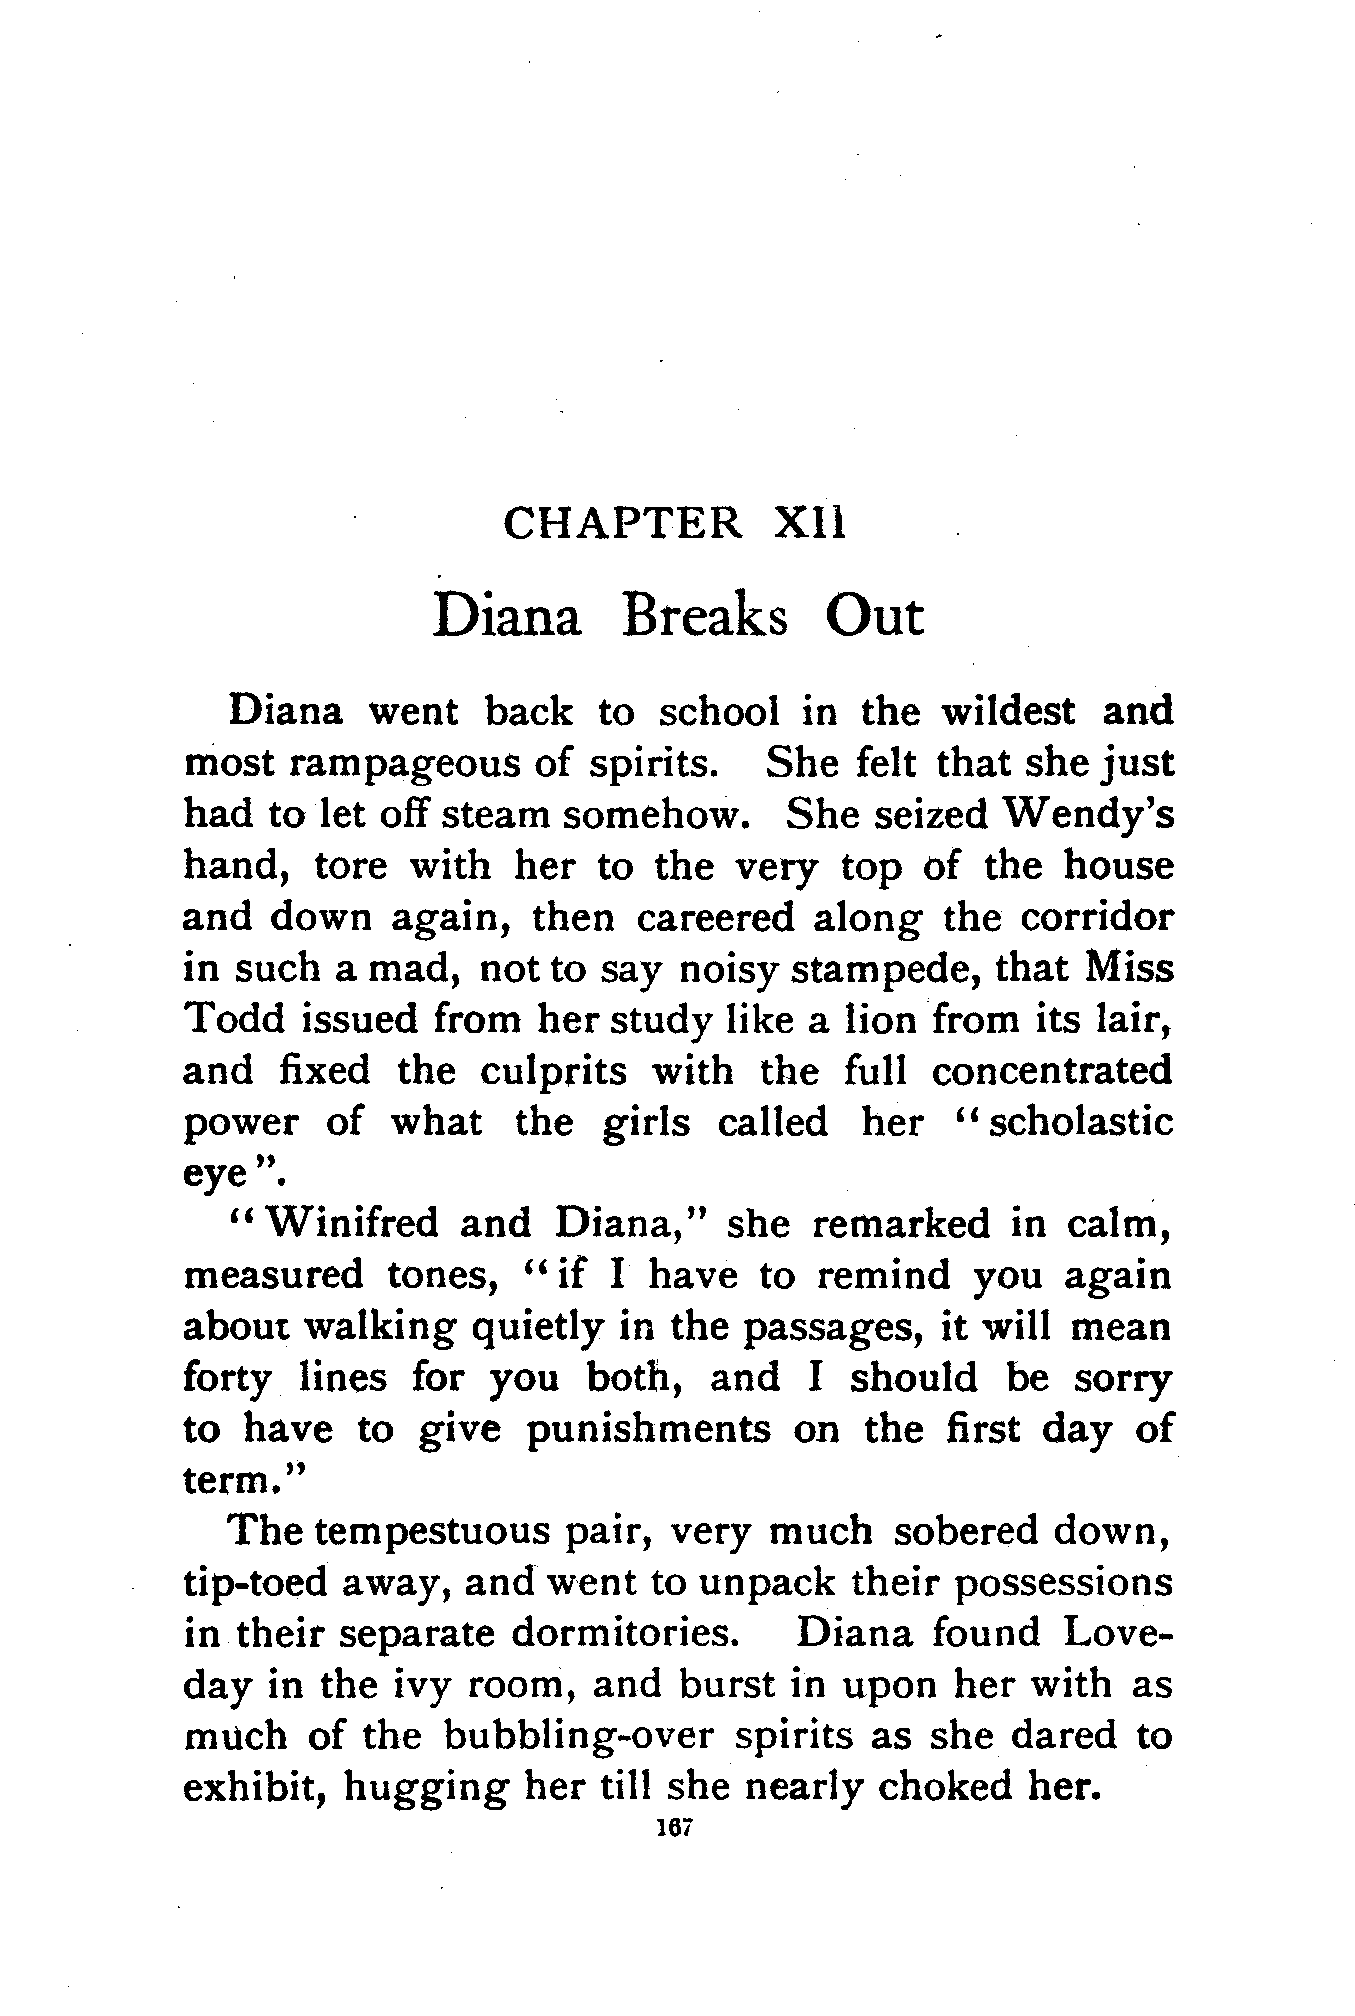 CHAPTER XII
Diana Breaks Out
Diana went back to school in the wildest and
most rampageous of spirits. She felt that she just
had to let off steam somehow. She seized Wendy's
hand, tore with her to the very top of the house
and down again, then careered along the corridor
in such a mad, not to say noisy stampede, that Miss
Todd issued from her study like a lion from its lair,
and fixed the culprits with the full concentrated
power of what the girls called her "scholastic
eye".
"Winifred and Diana," she remarked in calm,
measured tones, "if I have to remind you again
about walking quietly in the passages, it will mean
forty lines for you both, and I should be sorry
to have to give punishments on the first day of
term."
The tempestuous pair, very much sobered down,
tip-toed away, and went to unpack their possessions
in their separate dormitories. Diana found Love-
day in the ivy room, and burst in upon her with as
much of the bubbling-over spirits as she dared to
exhibit, hugging her till she nearly choked her.
167